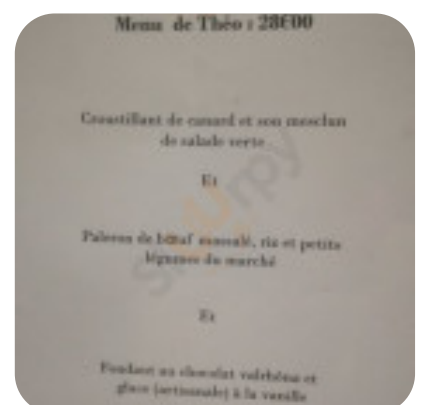 Menu de Théo : 28€00
Croustillant de canard et son mesclun
de salade verte
Et
Paleron de bœuf, riz et petits
légumes du marché
Et
Fondant au chocolat valrhôna et
glace (artisanale) à la vanille